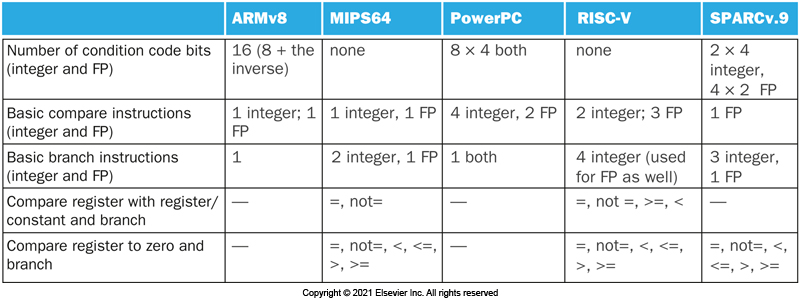 ARMv8 MIPS64 PowerPC RISC-V SPARCv.9
Number of condition code bits
(integer and FP)
16 (8 + the
inverse)
none
8 × 4 both
none
2 × 4
integer,
4 × 2 FP
Basic compare instructions
(integer and FP)
1 integer; 1
FP
1 integer, 1 FP
4 integer, 2 FP
2 integer; 3 FP
1 FP
Basic branch instructions
(integer and FP)
1
2 integer, 1 FP
1 both
4 integer (used
for FP as well)
3 integer,
1 FP
Compare register with register/
constant and branch
—
=, not=
—
=, not =, >=, <
—
Compare register to zero and
branch
—
=, not=, <, <=,
>, >=
—
=, not=, <, <=,
>, >=
=, not=, <,
<=, >, >=
Copyright © 2021 Elsevier Inc. All rights reserved